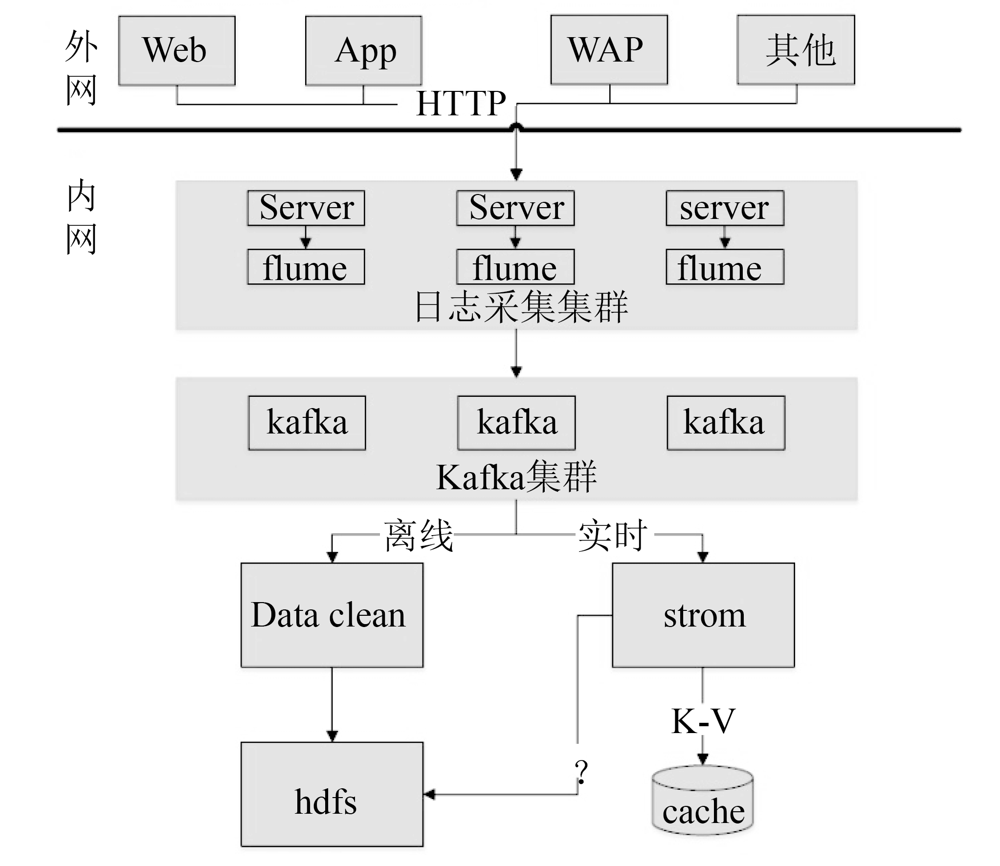 外网
Web
App
WAP
其他
HTTP
内网
Server
Server
server
flume
flume
flume
日志采集集群
kafka
kafka
kafka
Kafka集群
离线
实时
Data clean
strom
K-V
?
hdfs
cache